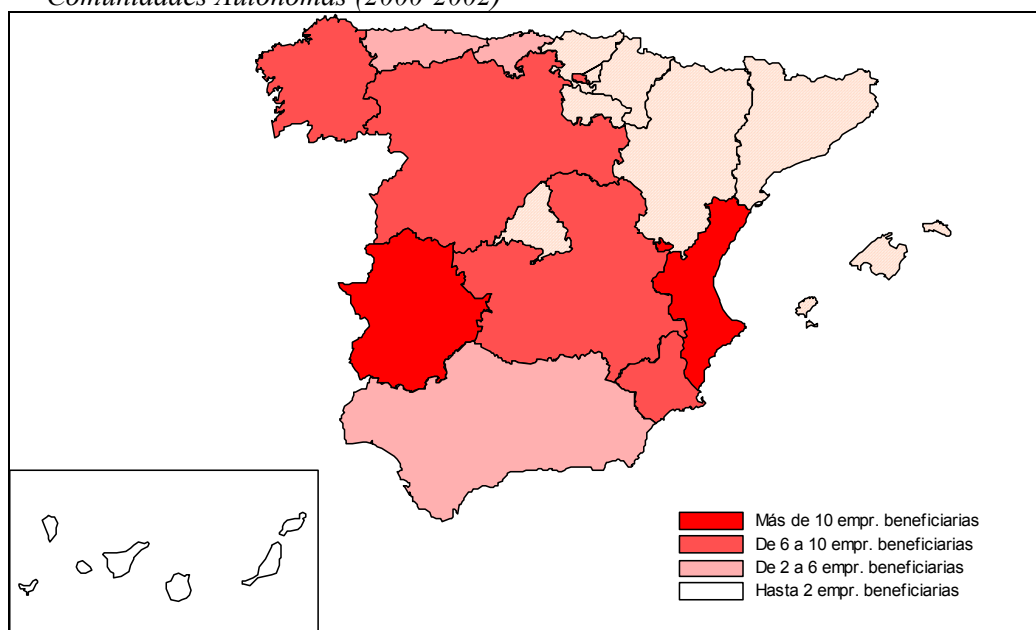 Comunidades Autónomas (2000-2002)
Más de 10 empr. beneficiarias
De 6 a 10 empr. beneficiarias
De 2 a 6 empr. beneficiarias
Hasta 2 empr. beneficiarias